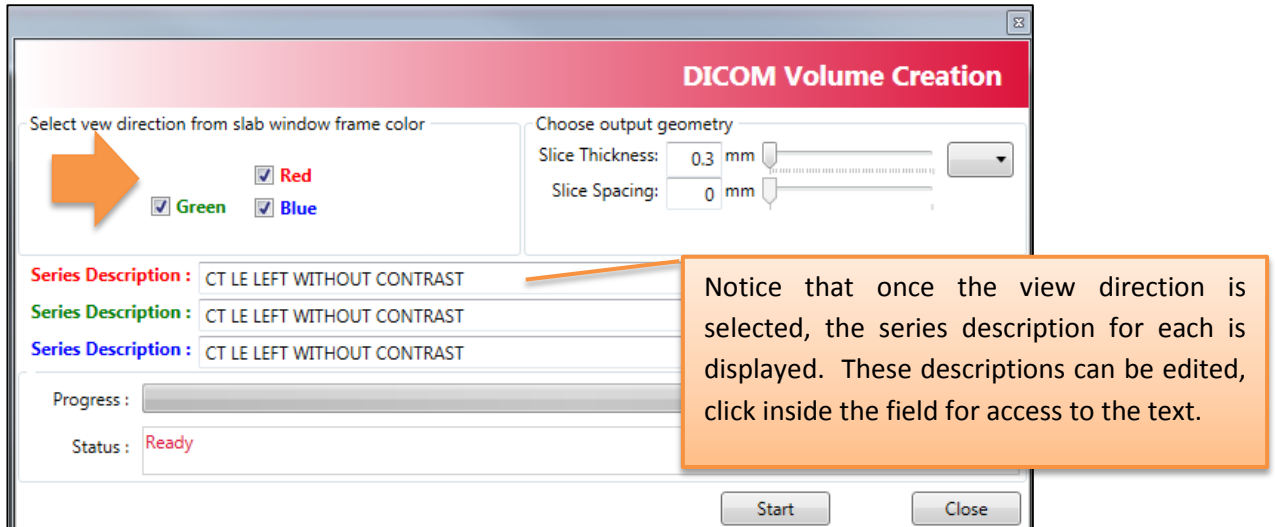 DICOM Volume Creation
Select vew direction from slab window frame color
Red
Green Blue
Choose output geometry
Slice Thickness: 0.3 mm
Slice Spacing: 0 mm
Series Description : CT LE LEFT WITHOUT CONTRAST
Series Description : CT LE LEFT WITHOUT CONTRAST
Series Description : CT LE LEFT WITHOUT CONTRAST
Notice that once the view direction is
selected, the series description for each is
displayed. These descriptions can be edited,
click inside the field for access to the text.
Progress :
Status : Ready
Start Close